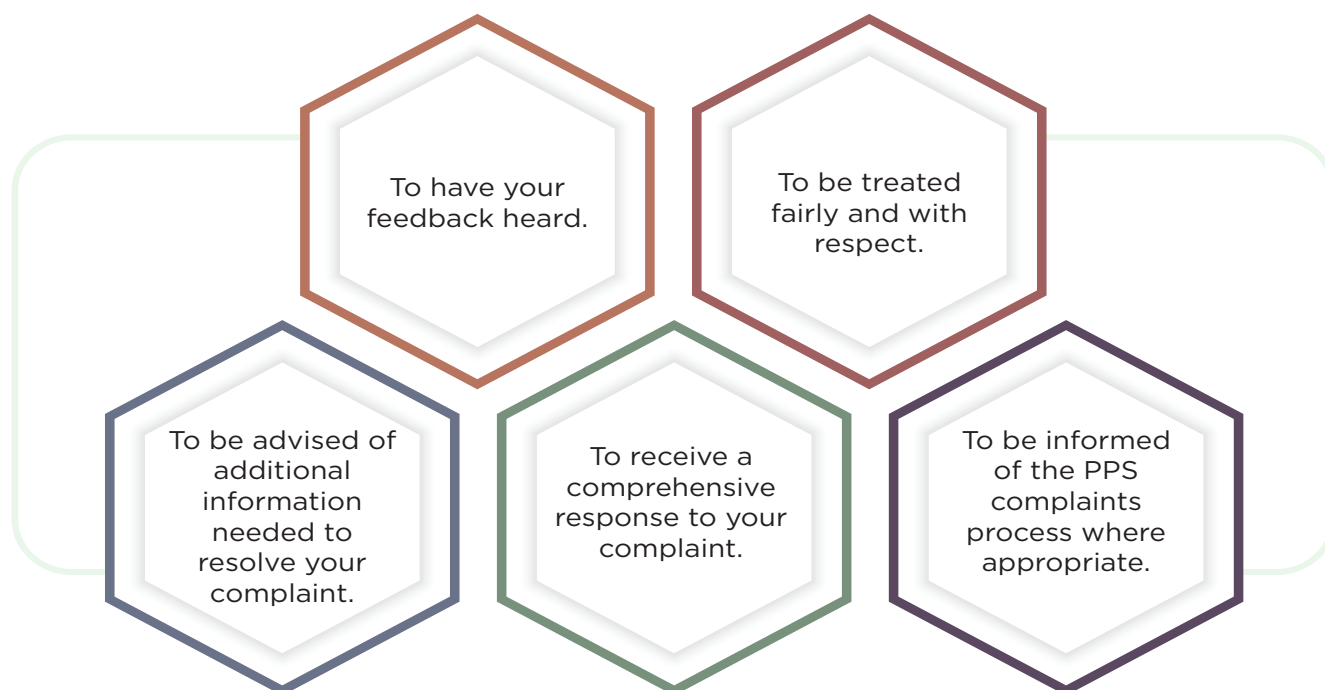 To have your
feedback heard.
To be treated
fairly and with
respect.
To be advised of
additional
information
needed to
resolve your
complaint.
To receive a
comprehensive
response to your
complaint.
To be informed
of the PPS
complaints
process where
appropriate.